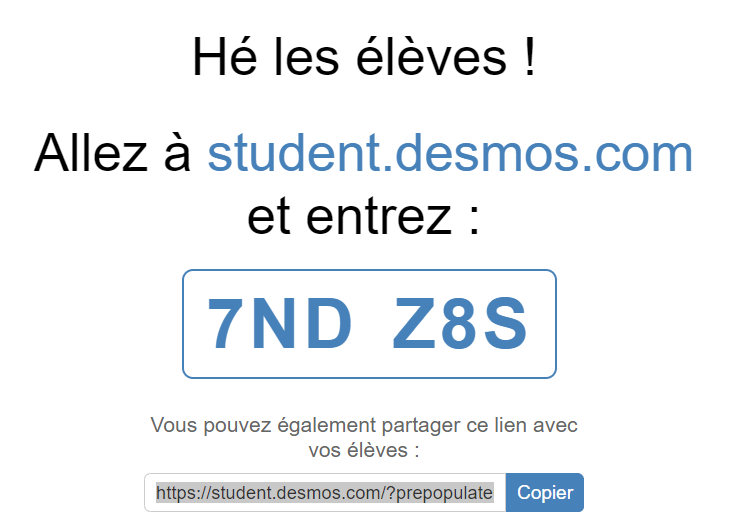 Hé les élèves !
Allez à student.desmos.com
et entrez :
7ND Z8S
Vous pouvez également partager ce lien avec
vos élèves :
https://student.desmos.com/?prepopulate
Copier